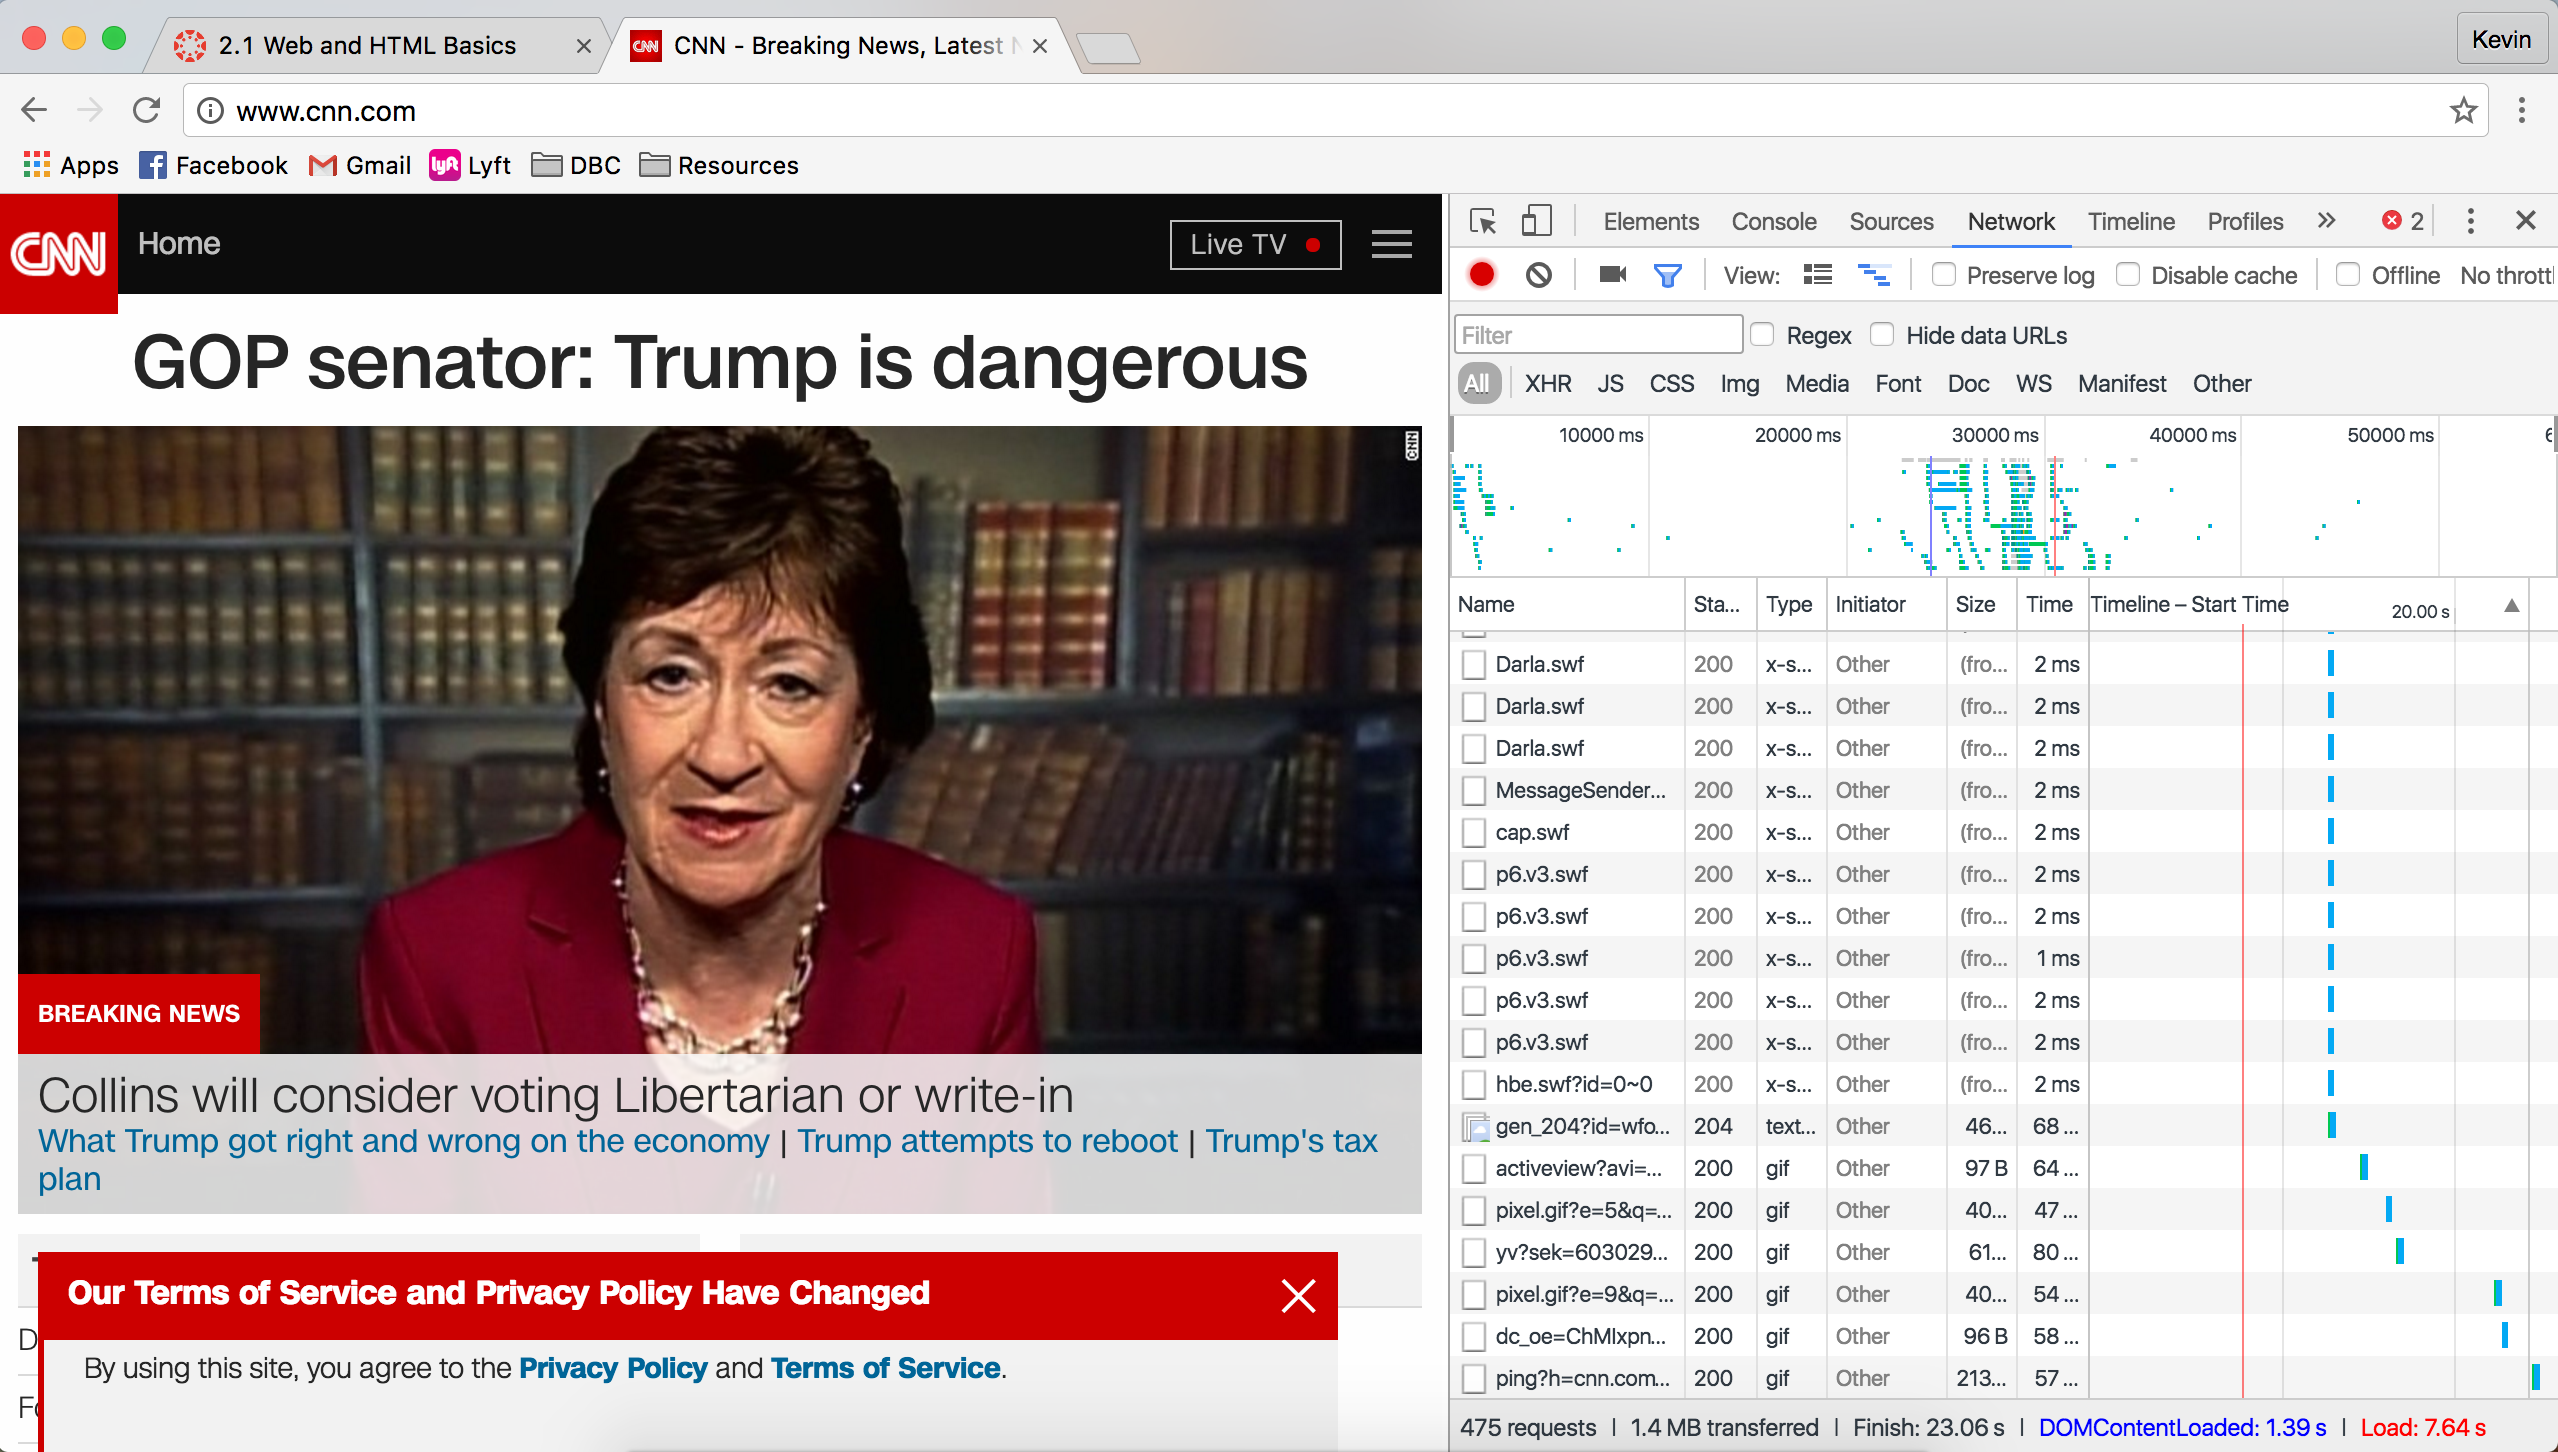 2.1 Web and HTML Basics
CNN - Breaking News, Latest
Kevin
www.cnn.com
Apps Facebook Gmail Lyft DBC Resources
CNN Home Live TV
GOP senator: Trump is dangerous
CNN
BREAKING NEWS
Collins will consider voting Libertarian or write-in
What Trump got right and wrong on the economy | Trump attempts to reboot | Trump's tax
plan
Our Terms of Service and Privacy Policy Have Changed
By using this site, you agree to the Privacy Policy and Terms of Service.
Elements Console Sources Network Timeline Profiles » 2
View: Preserve log Disable cache Offline No thrott
Filter Regex Hide data URLs
All XHR JS CSS Img Media Font Doc WS Manifest Other
10000 ms 20000 ms 30000 ms 40000 ms 50000 ms 6
Name Sta... Type Initiator Size Time Timeline – Start Time 20.00 s
Darla.swf 200 x-s... Other (fro... 2 ms
Darla.swf 200 x-s... Other (fro... 2 ms
Darla.swf 200 x-s... Other (fro... 2 ms
MessageSender... 200 x-s... Other (fro... 2 ms
cap.swf 200 x-s... Other (fro... 2 ms
p6.v3.swf 200 x-s... Other (fro... 2 ms
p6.v3.swf 200 x-s... Other (fro... 2 ms
p6.v3.swf 200 x-s... Other (fro... 1 ms
p6.v3.swf 200 x-s... Other (fro... 2 ms
p6.v3.swf 200 x-s... Other (fro... 2 ms
hbe.swf?id=0~0 200 x-s... Other (fro... 2 ms
gen_204?id=wfo... 204 text... Other 46... 68 ...
activeview?avi=... 200 gif Other 97 B 64 ...
pixel.gif?e=5&q=... 200 gif Other 40... 47 ...
yv?sek=603029... 200 gif Other 61... 80 ...
pixel.gif?e=9&q=... 200 gif Other 40... 54 ...
dc_oe=ChMIxpn... 200 gif Other 96 B 58 ...
ping?h=cnn.com... 200 gif Other 213... 57 ...
475 requests | 1.4 MB transferred | Finish: 23.06 s | DOMContentLoaded: 1.39 s | Load: 7.64 s